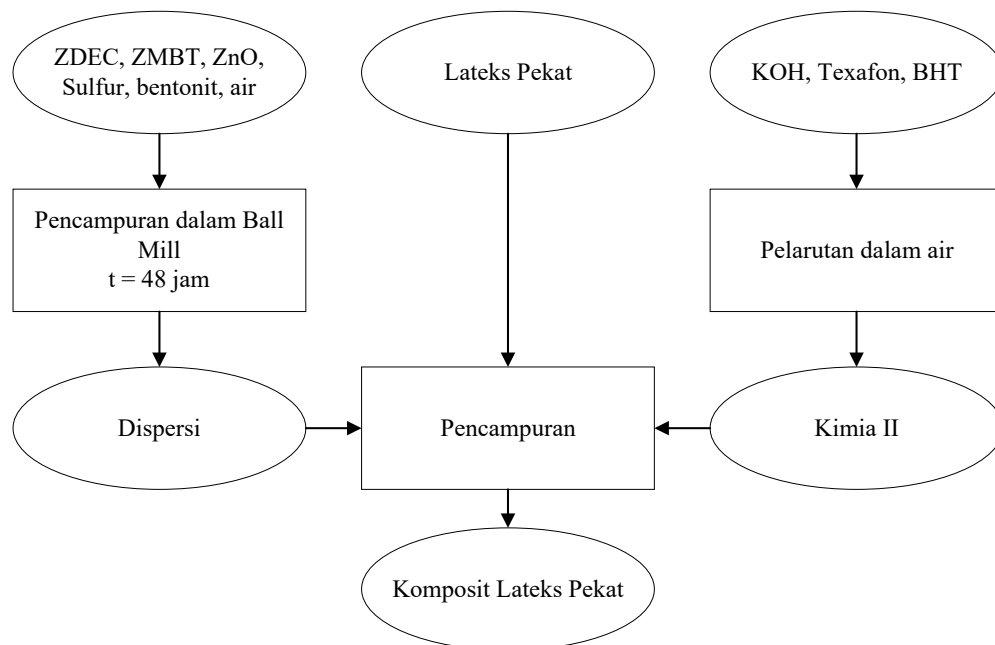 ZDEC, ZMBT, ZnO,
Sulfur, bentonit, air
Lateks Pekat
KOH, Texafon, BHT
Pencampuran dalam Ball
Mill
t = 48 jam
Pelarutan dalam air
Dispersi
Pencampuran
Kimia II
Komposit Lateks Pekat